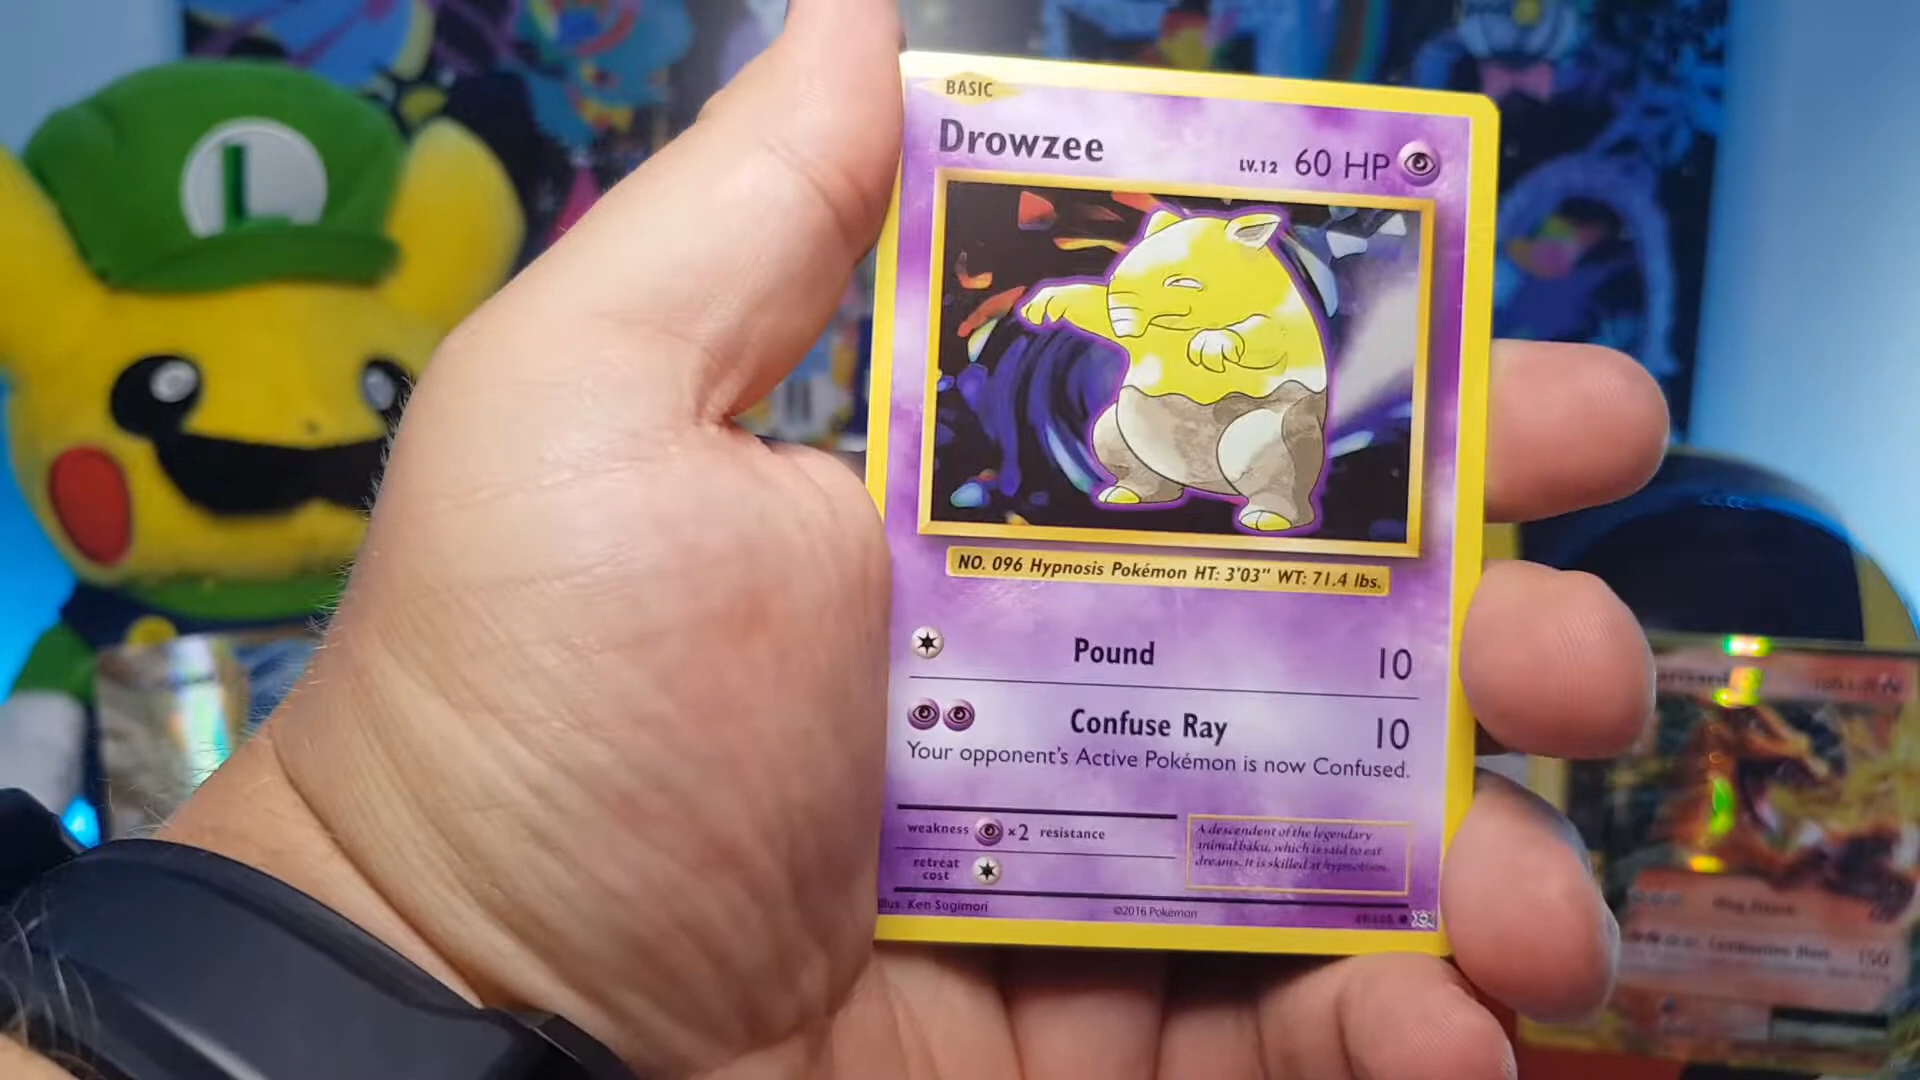 L
BASIC
Drowzee
LV.12 60 HP
NO. 096 Hypnosis Pokémon HT: 3'03" WT: 71.4 lbs.
Pound 10
Confuse Ray 10
Your opponent's Active Pokémon is now Confused.
weakness ×2 resistance
retreat
cost
A descendent of the legendary
animal baku, which is said to eat
dreams. It is skilled at hypnotism.
Illus. Ken Sugimori
©2016 Pokémon
150